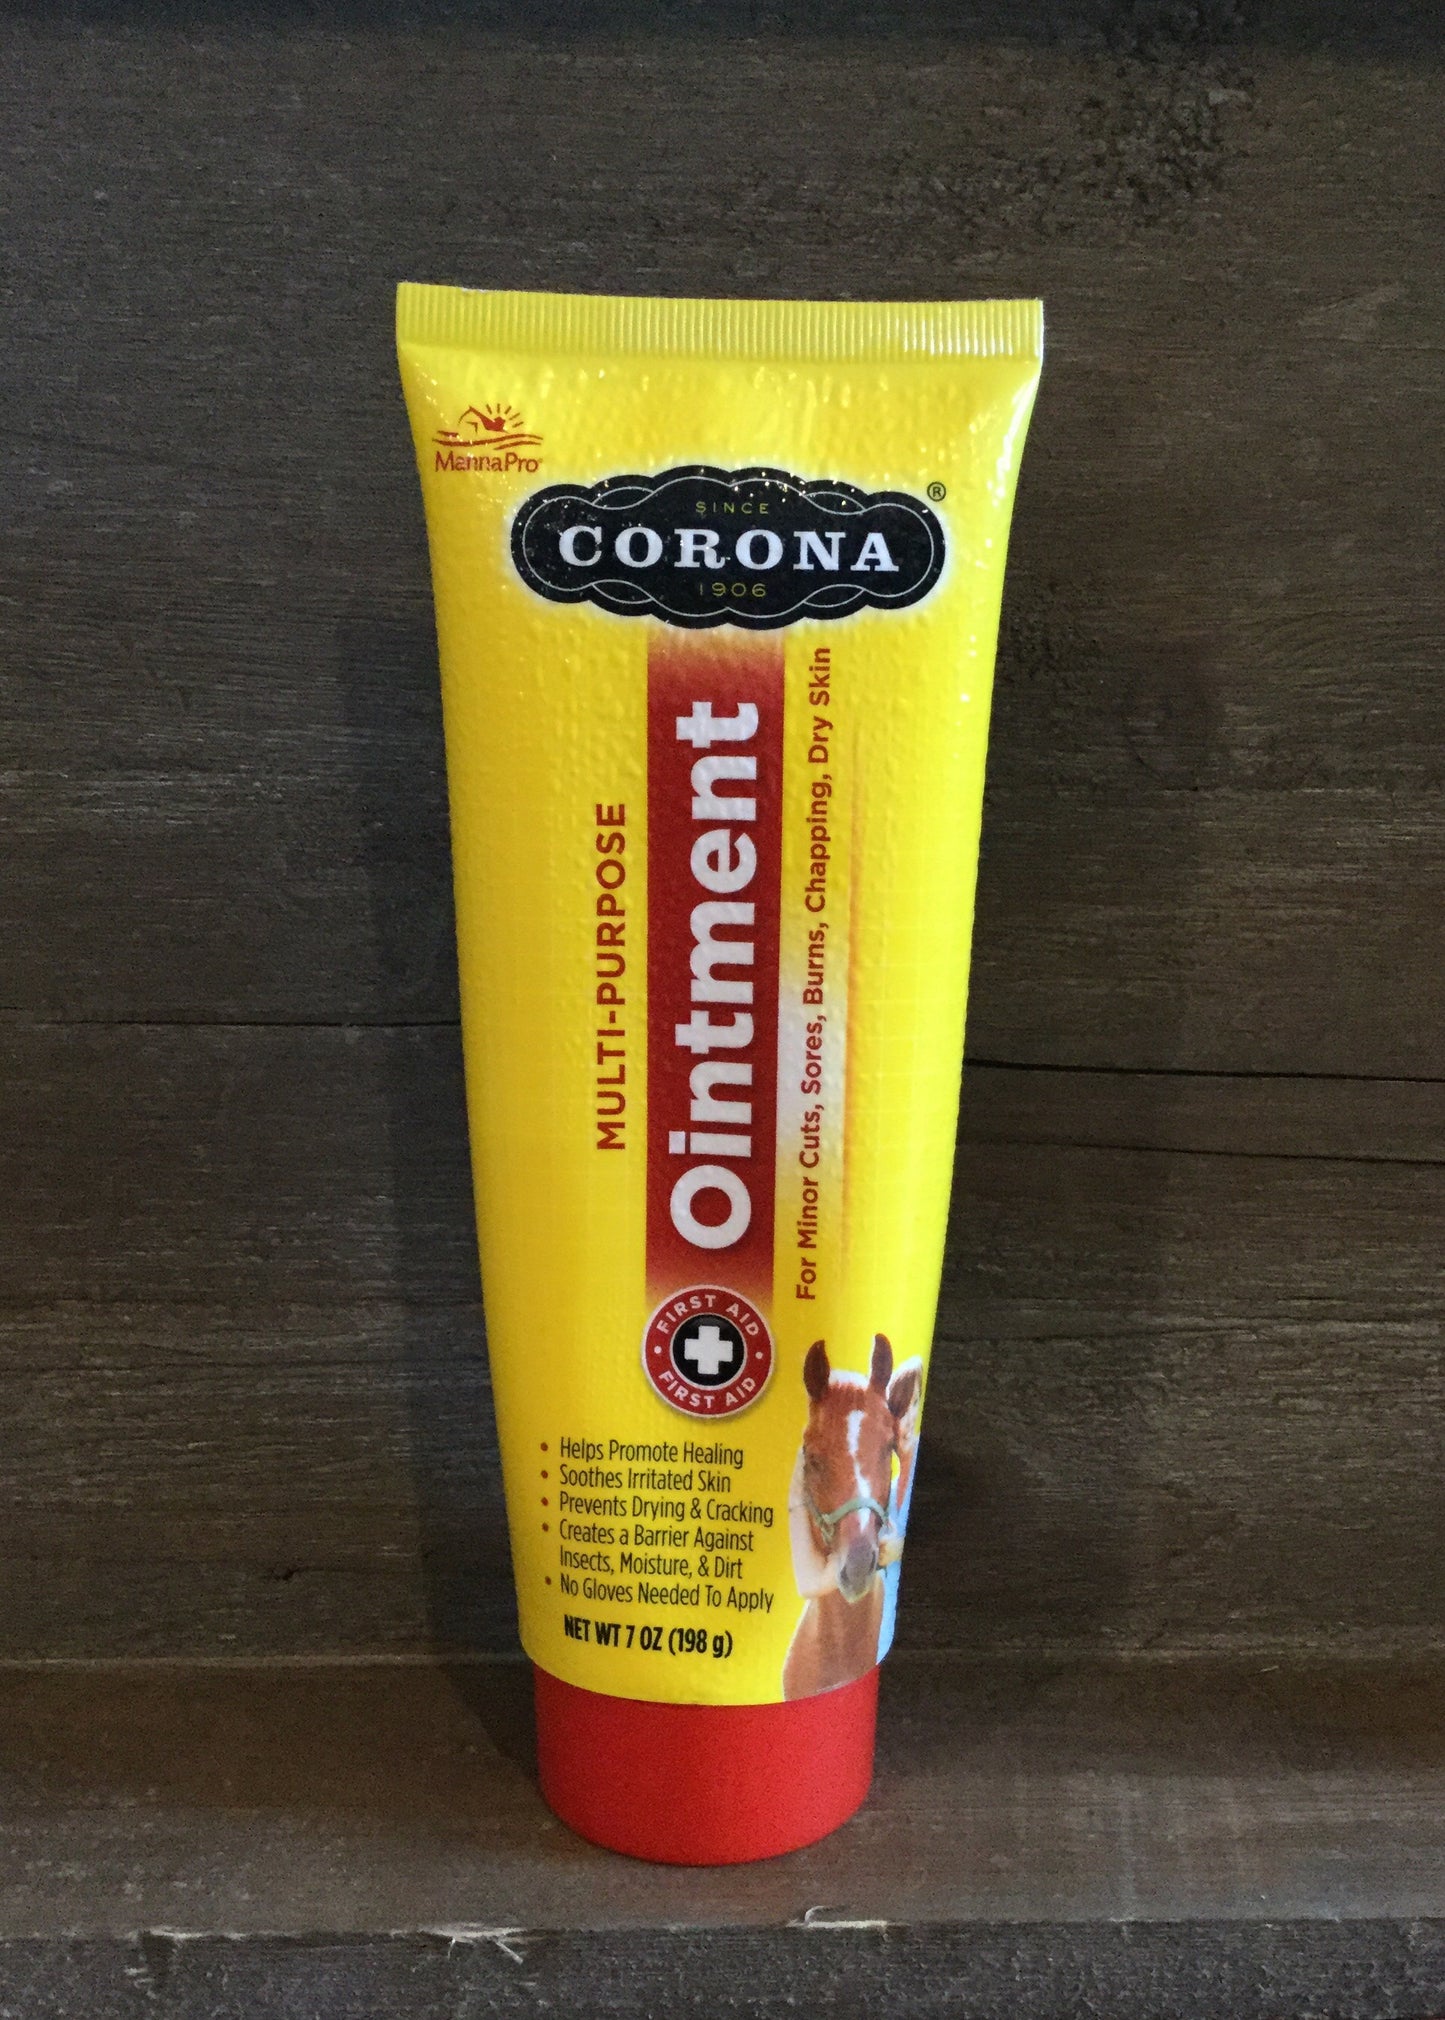 MannaPro®
SINCE
CORONA®
1906
MULTI-PURPOSE
Ointment
For Minor Cuts, Sores, Burns, Chapping, Dry Skin
FIRST AID
FIRST AID
• Helps Promote Healing
• Soothes Irritated Skin
• Prevents Drying & Cracking
• Creates a Barrier Against
Insects, Moisture, & Dirt
• No Gloves Needed To Apply
NET WT 7 OZ (198 g)